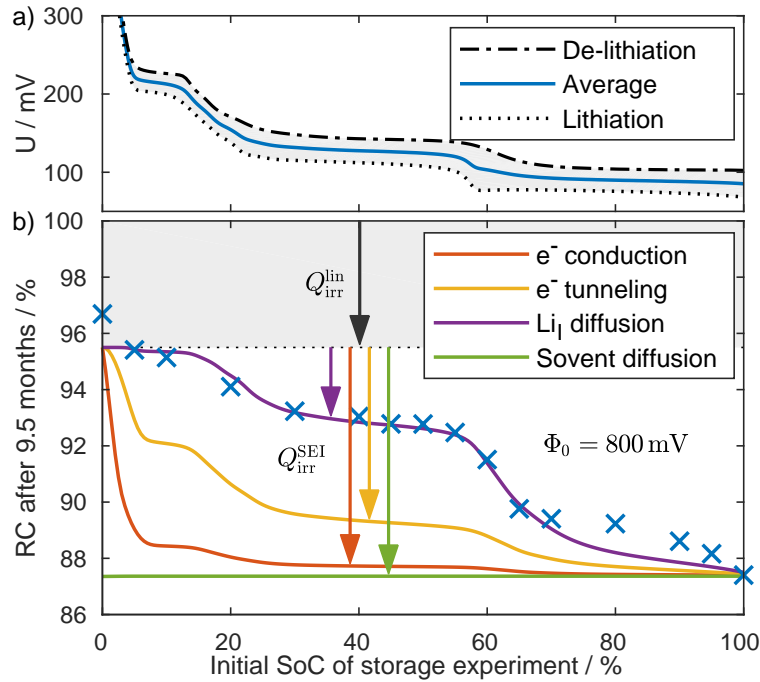 a)
300
200
100
U / mV
De-lithiation
Average
Lithiation
b)
100
98
96
94
92
90
88
86
RC after 9.5 months / %
Q_irr^lin
e⁻ conduction
e⁻ tunneling
Li_I diffusion
Sovent diffusion
Q_irr^SEI
Φ₀ = 800 mV
0 20 40 60 80 100
Initial SoC of storage experiment / %